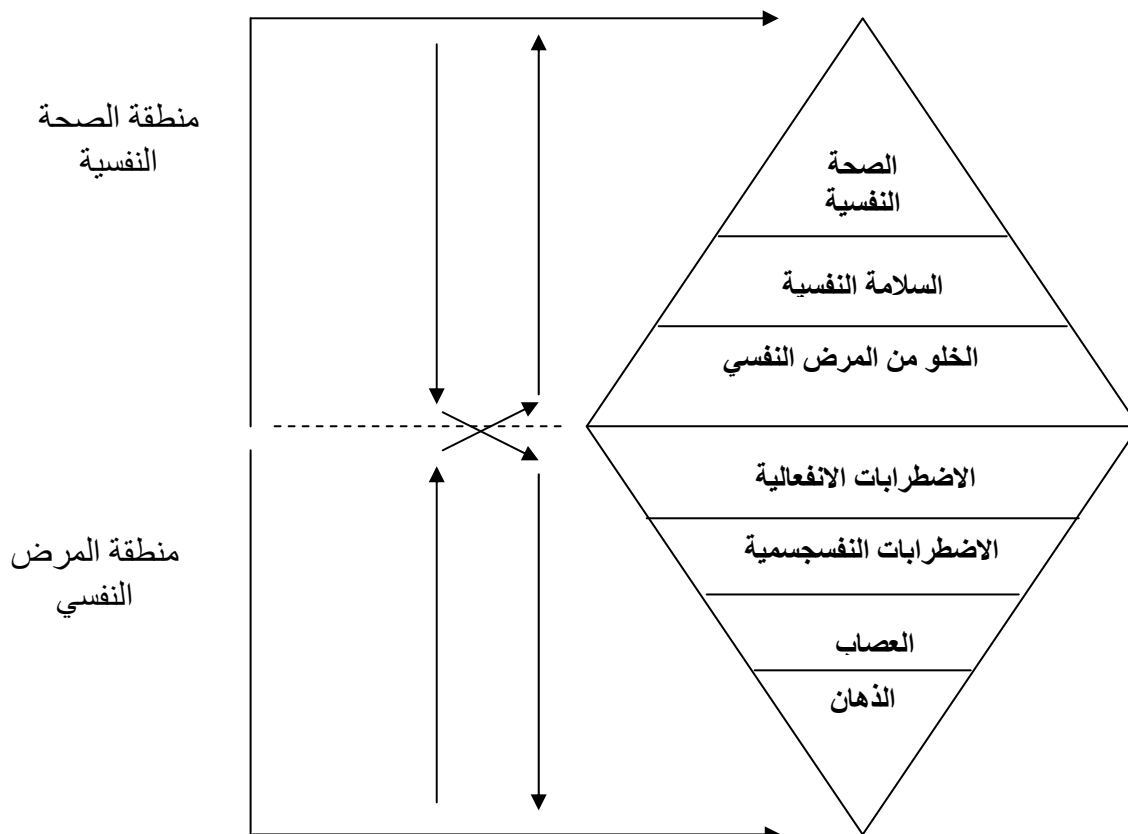 الصحة
النفسية
السلامة النفسية
الخلو من المرض النفسي
الاضطرابات الانفعالية
الاضطرابات النفسجسمية
العصاب
الذهان
منطقة الصحة
النفسية
منطقة المرض
النفسي